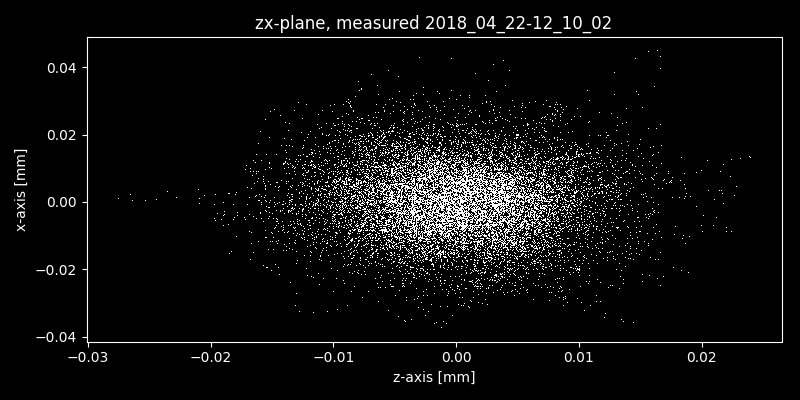 zx-plane, measured 2018_04_22-12_10_02
0.04
0.02
0.00
−0.02
−0.04
x-axis [mm]
−0.03 −0.02 −0.01 0.00 0.01 0.02
z-axis [mm]